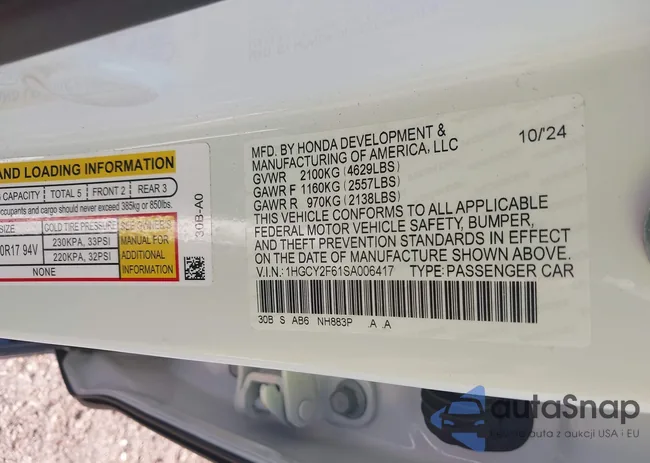 AND LOADING INFORMATION
CAPACITY TOTAL 5 FRONT 2 REAR 3
occupants and cargo should never exceed 385kg or 850lbs.
COLD TIRE PRESSURE
0R17 94V 230KPA, 33PSI
220KPA, 32PSI
MANUAL FOR
ADDITIONAL
INFORMATION
NONE
30B-A0
MFD. BY HONDA DEVELOPMENT & 10/'24
MANUFACTURING OF AMERICA, LLC
GVWR 2100KG (4629LBS)
GAWR F 1160KG (2557LBS)
GAWR R 970KG (2138LBS)
THIS VEHICLE CONFORMS TO ALL APPLICABLE
FEDERAL MOTOR VEHICLE SAFETY, BUMPER,
AND THEFT PREVENTION STANDARDS IN EFFECT
ON THE DATE OF MANUFACTURE SHOWN ABOVE.
V.I.N.: 1HGCY2F61SA006417 TYPE: PASSENGER CAR
30B S AB6 NH883P .A .A
autaSnap
auta z aukcji USA i EU